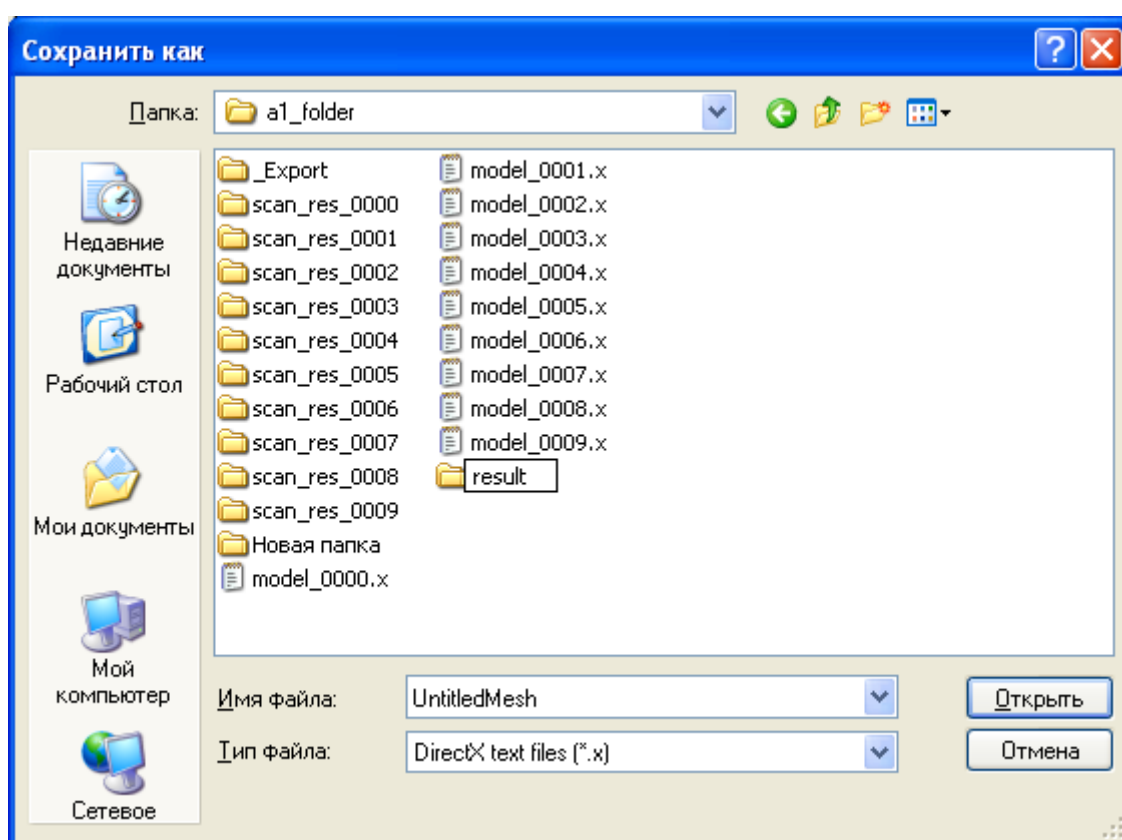 Сохранить как
Папка:
a1_folder
Недавние
документы
Рабочий стол
Мои документы
Мой
компьютер
Сетевое
_Export
scan_res_0000
scan_res_0001
scan_res_0002
scan_res_0003
scan_res_0004
scan_res_0005
scan_res_0006
scan_res_0007
scan_res_0008
scan_res_0009
Новая папка
model_0000.x
model_0001.x
model_0002.x
model_0003.x
model_0004.x
model_0005.x
model_0006.x
model_0007.x
model_0008.x
model_0009.x
result
Имя файла:
UntitledMesh
Открыть
Тип файла:
DirectX text files (*.x)
Отмена